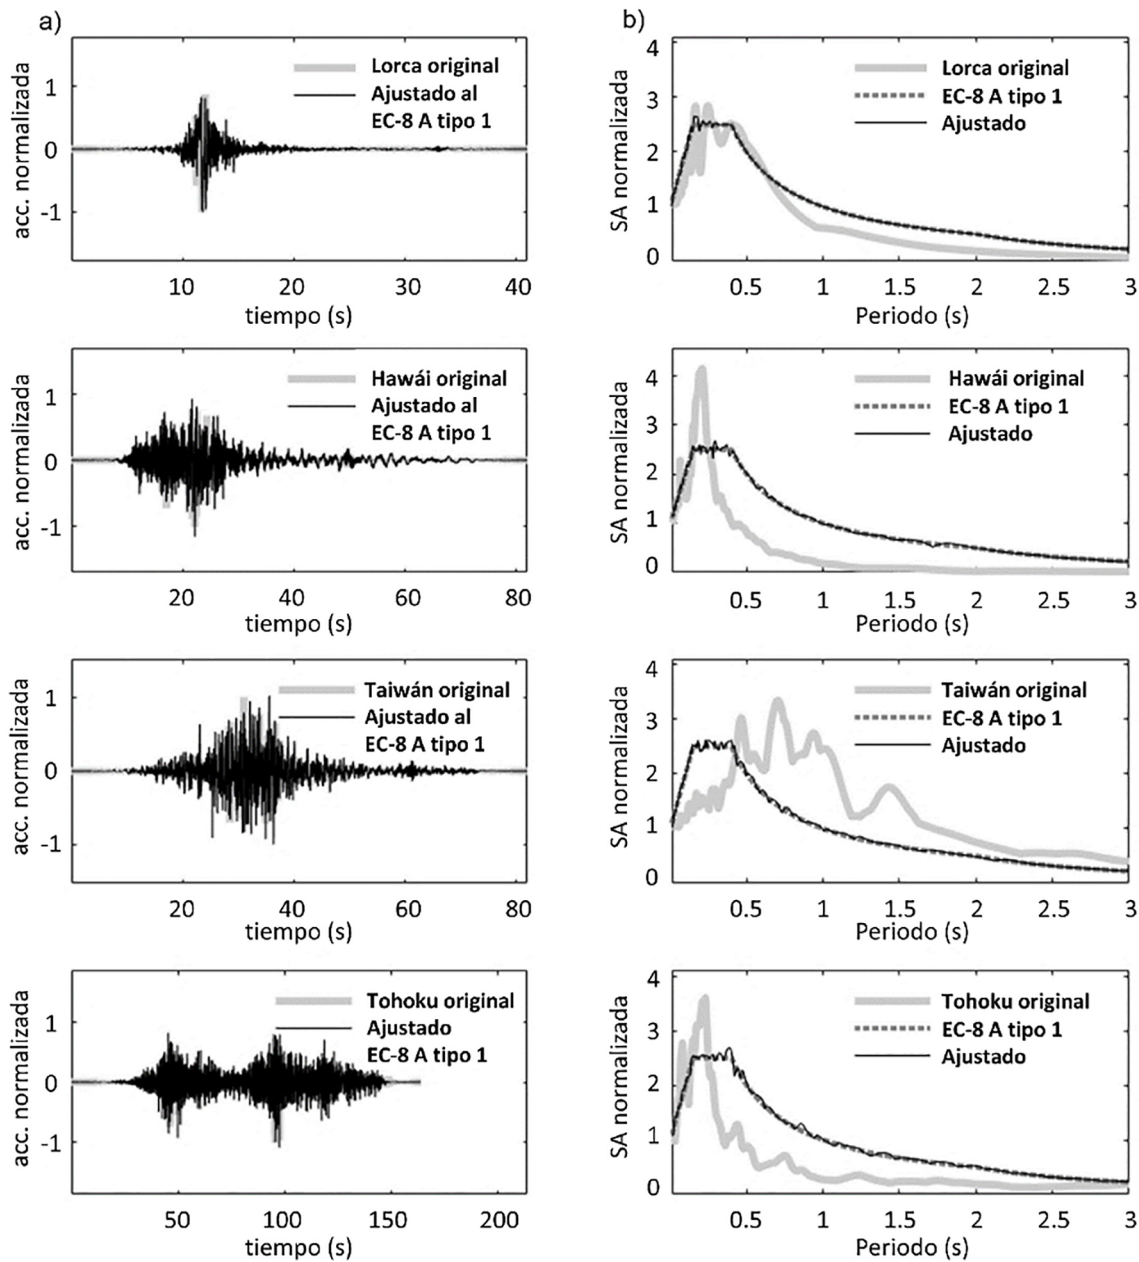 a)
acc. normalizada
1
0
-1
Lorca original
Ajustado al
EC-8 A tipo 1
10 20 30 40
tiempo (s)
b)
SA normalizada
4
3
2
1
0
Lorca original
EC-8 A tipo 1
Ajustado
0.5 1 1.5 2 2.5 3
Periodo (s)
acc. normalizada
1
0
-1
Hawái original
Ajustado al
EC-8 A tipo 1
20 40 60 80
tiempo (s)
SA normalizada
4
3
2
1
0
Hawái original
EC-8 A tipo 1
Ajustado
0.5 1 1.5 2 2.5 3
Periodo (s)
acc. normalizada
1
0
-1
Taiwán original
Ajustado al
EC-8 A tipo 1
20 40 60 80
tiempo (s)
SA normalizada
4
3
2
1
0
Taiwán original
EC-8 A tipo 1
Ajustado
0.5 1 1.5 2 2.5 3
Periodo (s)
acc. normalizada
1
0
-1
Tohoku original
Ajustado
EC-8 A tipo 1
50 100 150 200
tiempo (s)
SA normalizada
4
3
2
1
0
Tohoku original
EC-8 A tipo 1
Ajustado
0.5 1 1.5 2 2.5 3
Periodo (s)